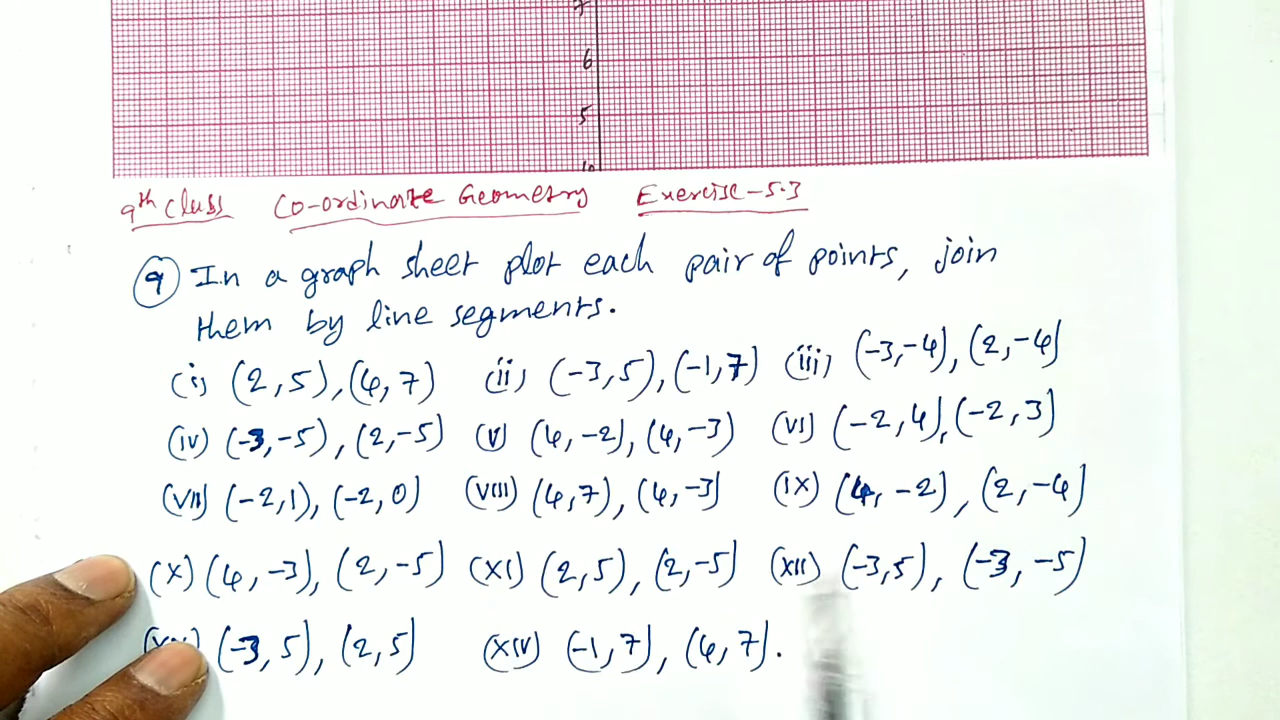 7
6
5
9th class Co-ordinate Geometry Exercise-5.3
9 In a graph sheet plot each pair of points, join
them by line segments.
(i) (2,5),(4,7) (ii) (-3,5),(-1,7) (iii) (-3,-4),(2,-4)
(iv) (-3,-5),(2,-5) (v) (4,-2),(4,-3) (vi) (-2,4),(-2,3)
(vii) (-2,1),(-2,0) (viii) (4,7),(4,-3) (ix) (4,-2),(2,-4)
(x) (4,-3),(2,-5) (xi) (2,5),(2,-5) (xii) (-3,5),(-3,-5)
(-3,5),(2,5) (xiv) (-1,7),(4,7).